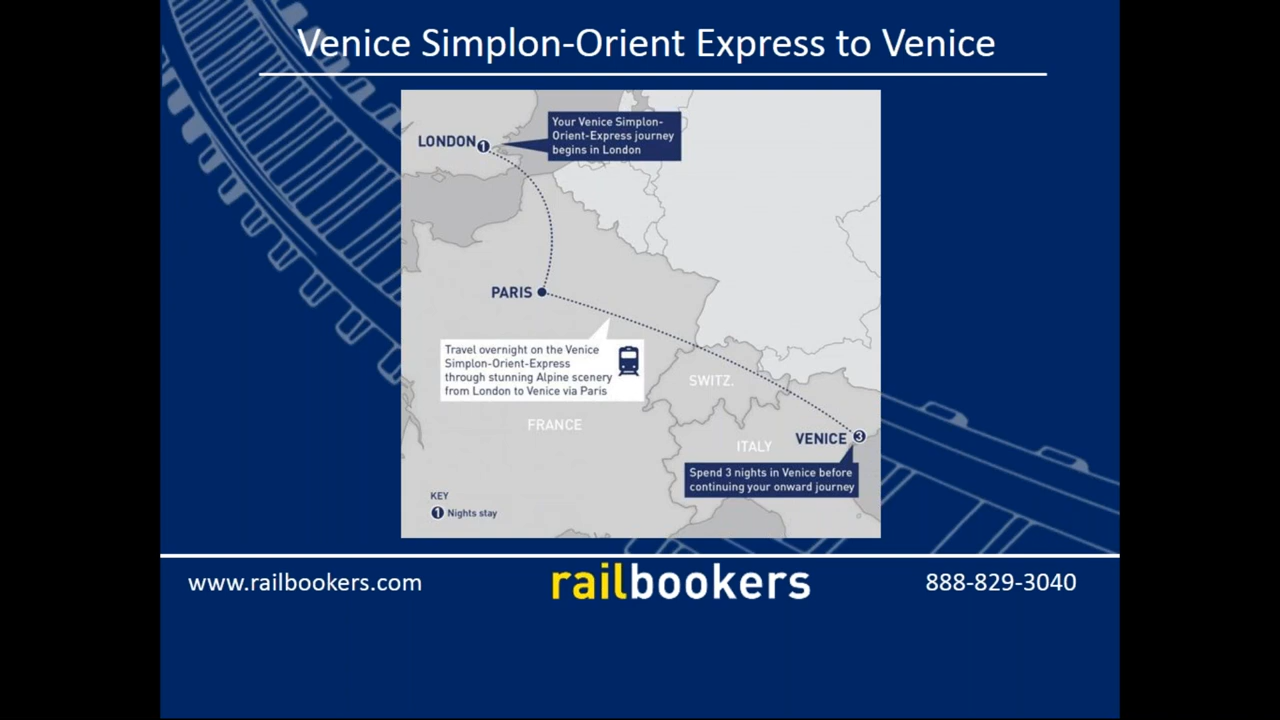 Venice Simplon-Orient Express to Venice
LONDON 1
Your Venice Simplon-
Orient-Express journey
begins in London
PARIS
Travel overnight on the Venice
Simplon-Orient-Express
through stunning Alpine scenery
from London to Venice via Paris
SWITZ.
FRANCE
ITALY
VENICE 3
Spend 3 nights in Venice before
continuing your onward journey
KEY
1 Nights stay
www.railbookers.com
railbookers
888-829-3040